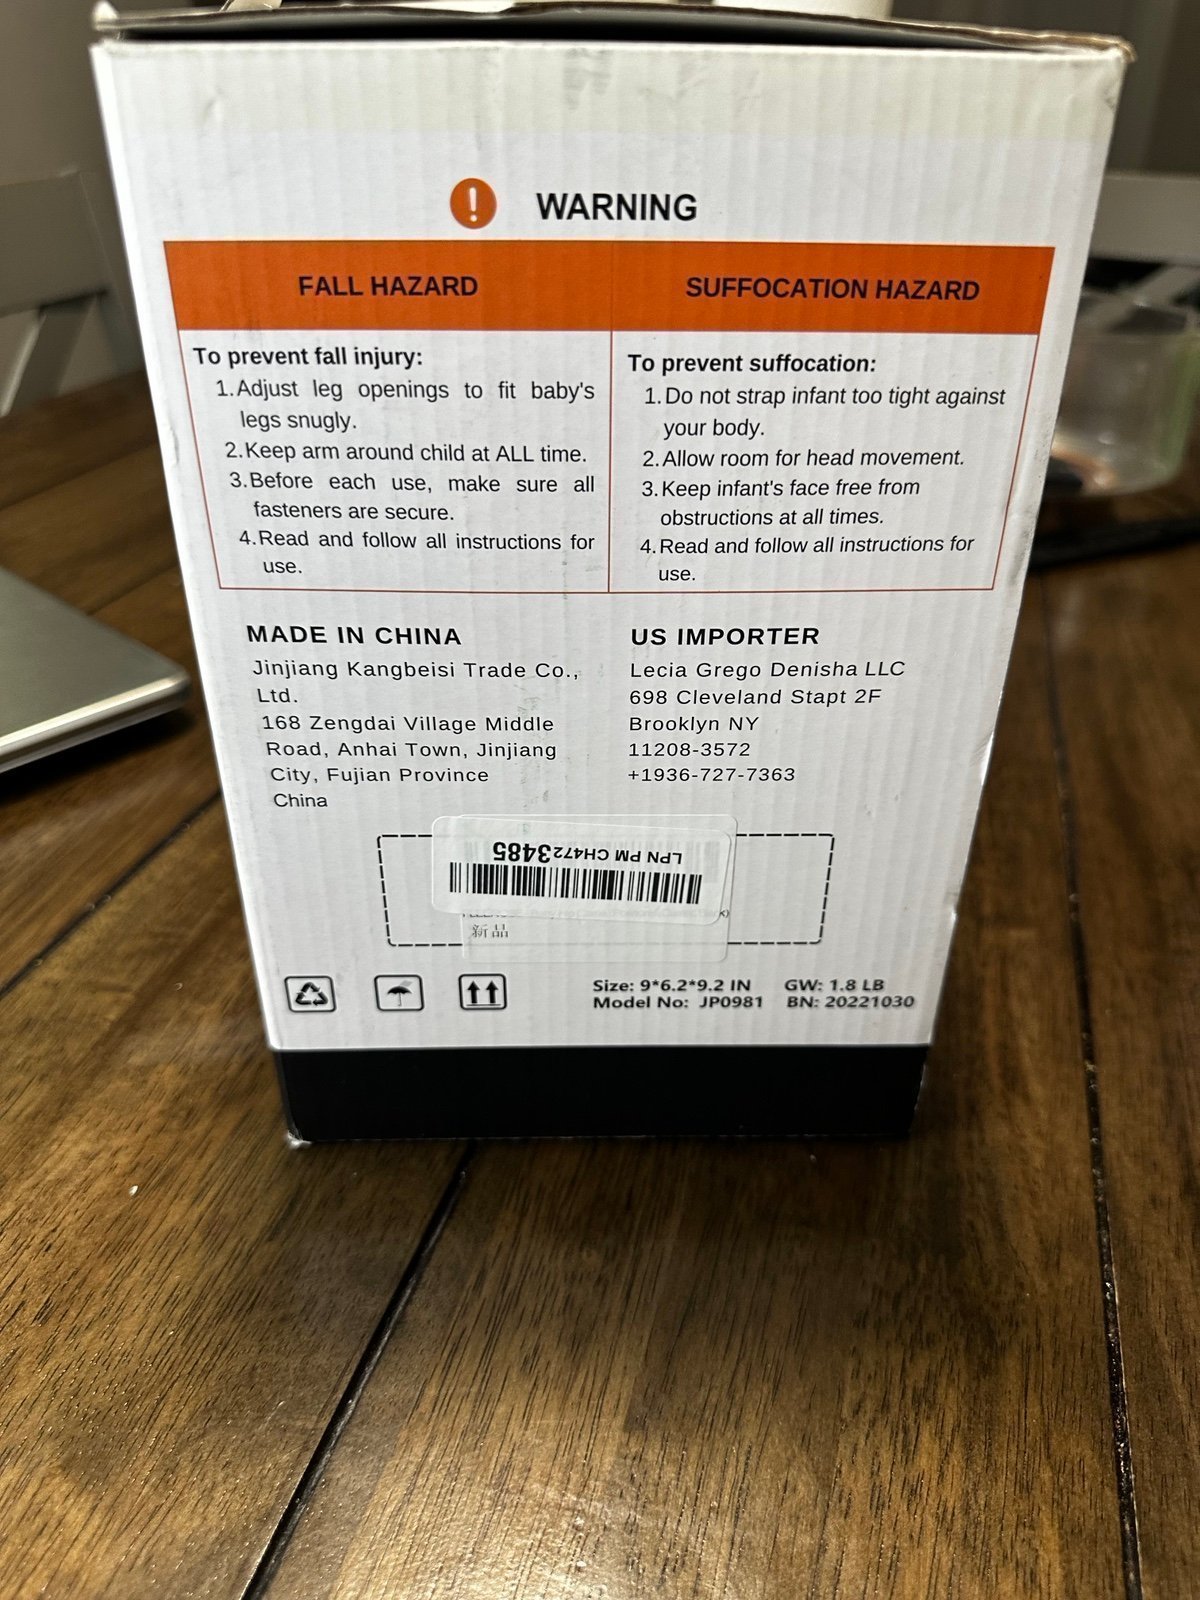 WARNING
FALL HAZARD
To prevent fall injury:
1.Adjust leg openings to fit baby's
legs snugly.
2.Keep arm around child at ALL time.
3.Before each use, make sure all
fasteners are secure.
4.Read and follow all instructions for
use.
SUFFOCATION HAZARD
To prevent suffocation:
1.Do not strap infant too tight against
your body.
2.Allow room for head movement.
3.Keep infant's face free from
obstructions at all times.
4.Read and follow all instructions for
use.
MADE IN CHINA
Jinjiang Kangbeisi Trade Co.,
Ltd.
168 Zengdai Village Middle
Road, Anhai Town, Jinjiang
City, Fujian Province
China
US IMPORTER
Lecia Grego Denisha LLC
698 Cleveland Stapt 2F
Brooklyn NY
11208-3572
+1936-727-7363
LPN PM CH4723485
新品
Size: 9*6.2*9.2 IN GW: 1.8 LB
Model No: JP0981 BN: 20221030